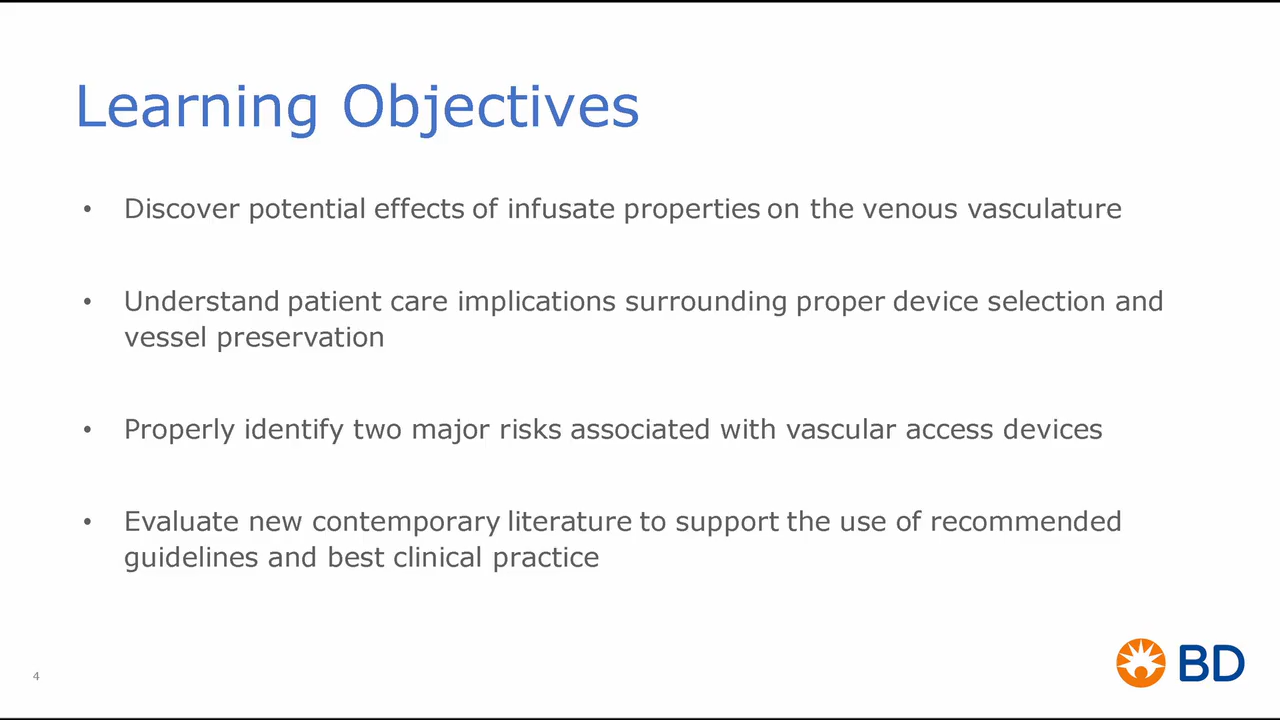 Learning Objectives
• Discover potential effects of infusate properties on the venous vasculature
• Understand patient care implications surrounding proper device selection and
vessel preservation
• Properly identify two major risks associated with vascular access devices
• Evaluate new contemporary literature to support the use of recommended
guidelines and best clinical practice
4
BD